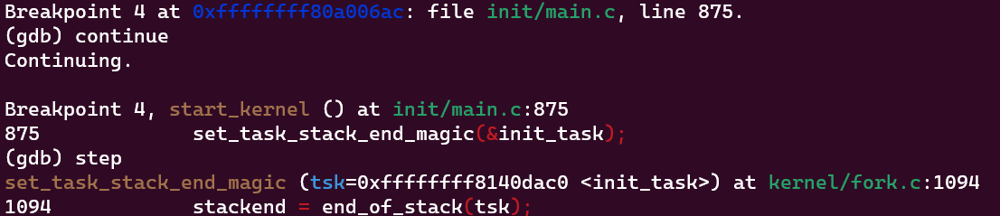 Breakpoint 4 at 0xffffffff80a006ac: file init/main.c, line 875.
(gdb) continue
Continuing.
Breakpoint 4, start_kernel () at init/main.c:875
875 set_task_stack_end_magic(&init_task);
(gdb) step
set_task_stack_end_magic (tsk=0xffffffff8140dac0 <init_task>) at kernel/fork.c:1094
1094 stackend = end_of_stack(tsk);